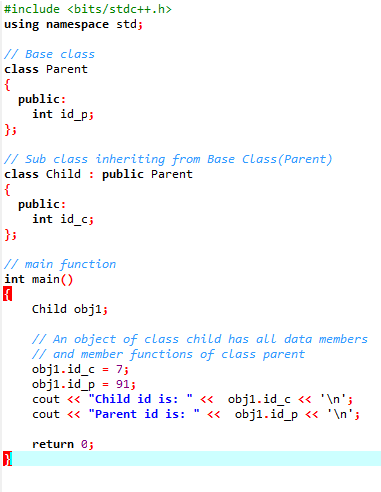 #include <bits/stdc++.h>
using namespace std;

// Base class
class Parent
{
  public:
    int id_p;
};

// Sub class inheriting from Base Class(Parent)
class Child : public Parent
{
  public:
    int id_c;
};

// main function
int main()
{
    Child obj1;

    // An object of class child has all data members
    // and member functions of class parent
    obj1.id_c = 7;
    obj1.id_p = 91;
    cout << "Child id is: " <<  obj1.id_c << '\n';
    cout << "Parent id is: " <<  obj1.id_p << '\n';

    return 0;
}